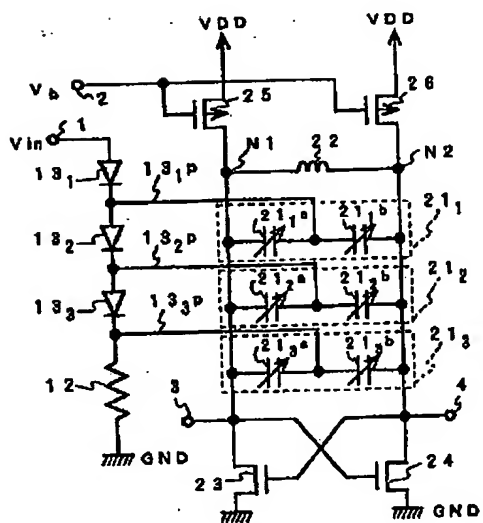 VDD VDD
25 26
Vb 2
1
Vin
N1 22 N2
13₁ 13₁p
21₁a 21₁b 21₁
13₂ 13₂p
21₂a 21₂b 21₂
13₃ 13₃p
21₃a 21₃b 21₃
12
3 4
GND
23 24
GND